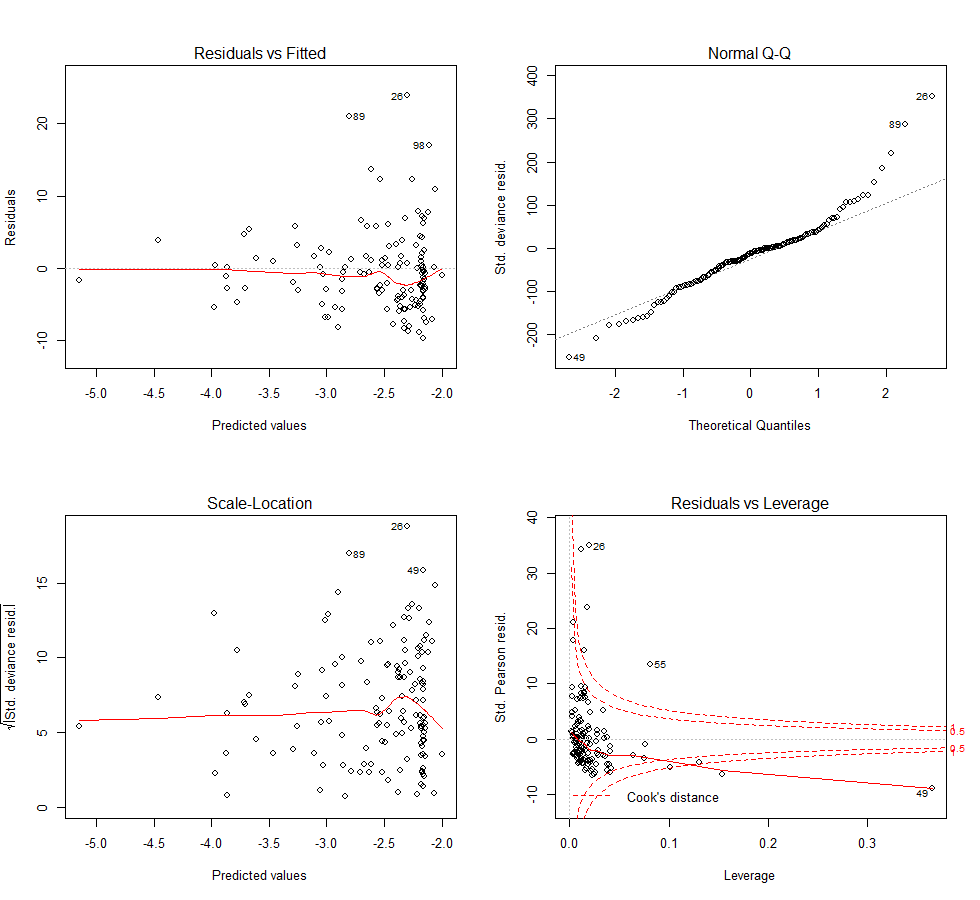 Residuals vs Fitted
Residuals
20
10
0
-10
26
89
98
-5.0 -4.5 -4.0 -3.5 -3.0 -2.5 -2.0
Predicted values
Normal Q-Q
Std. deviance resid.
400
300
200
100
0
-100
-200
26
89
49
-2 -1 0 1 2
Theoretical Quantiles
Scale-Location
√|Std. deviance resid.|
15
10
5
0
26
89
49
-5.0 -4.5 -4.0 -3.5 -3.0 -2.5 -2.0
Predicted values
Residuals vs Leverage
Std. Pearson resid.
40
30
20
10
0
-10
26
55
1
0.5
0.5
1
49
Cook's distance
0.0 0.1 0.2 0.3
Leverage